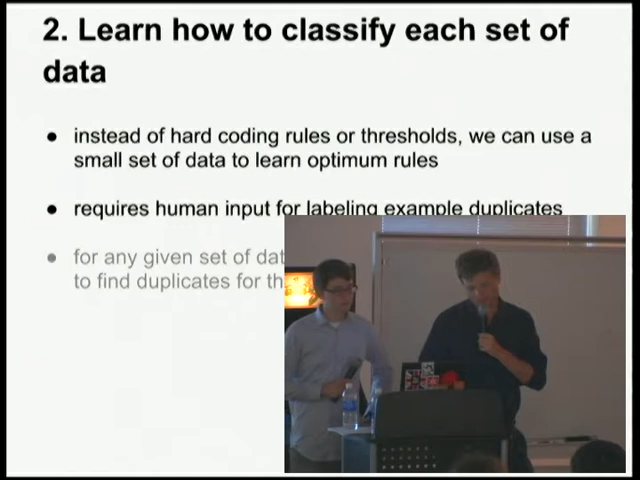 2. Learn how to classify each set of
data
● instead of hard coding rules or thresholds, we can use a
small set of data to learn optimum rules
● requires human input for labeling example duplicates
● for any given set of dat
to find duplicates for th